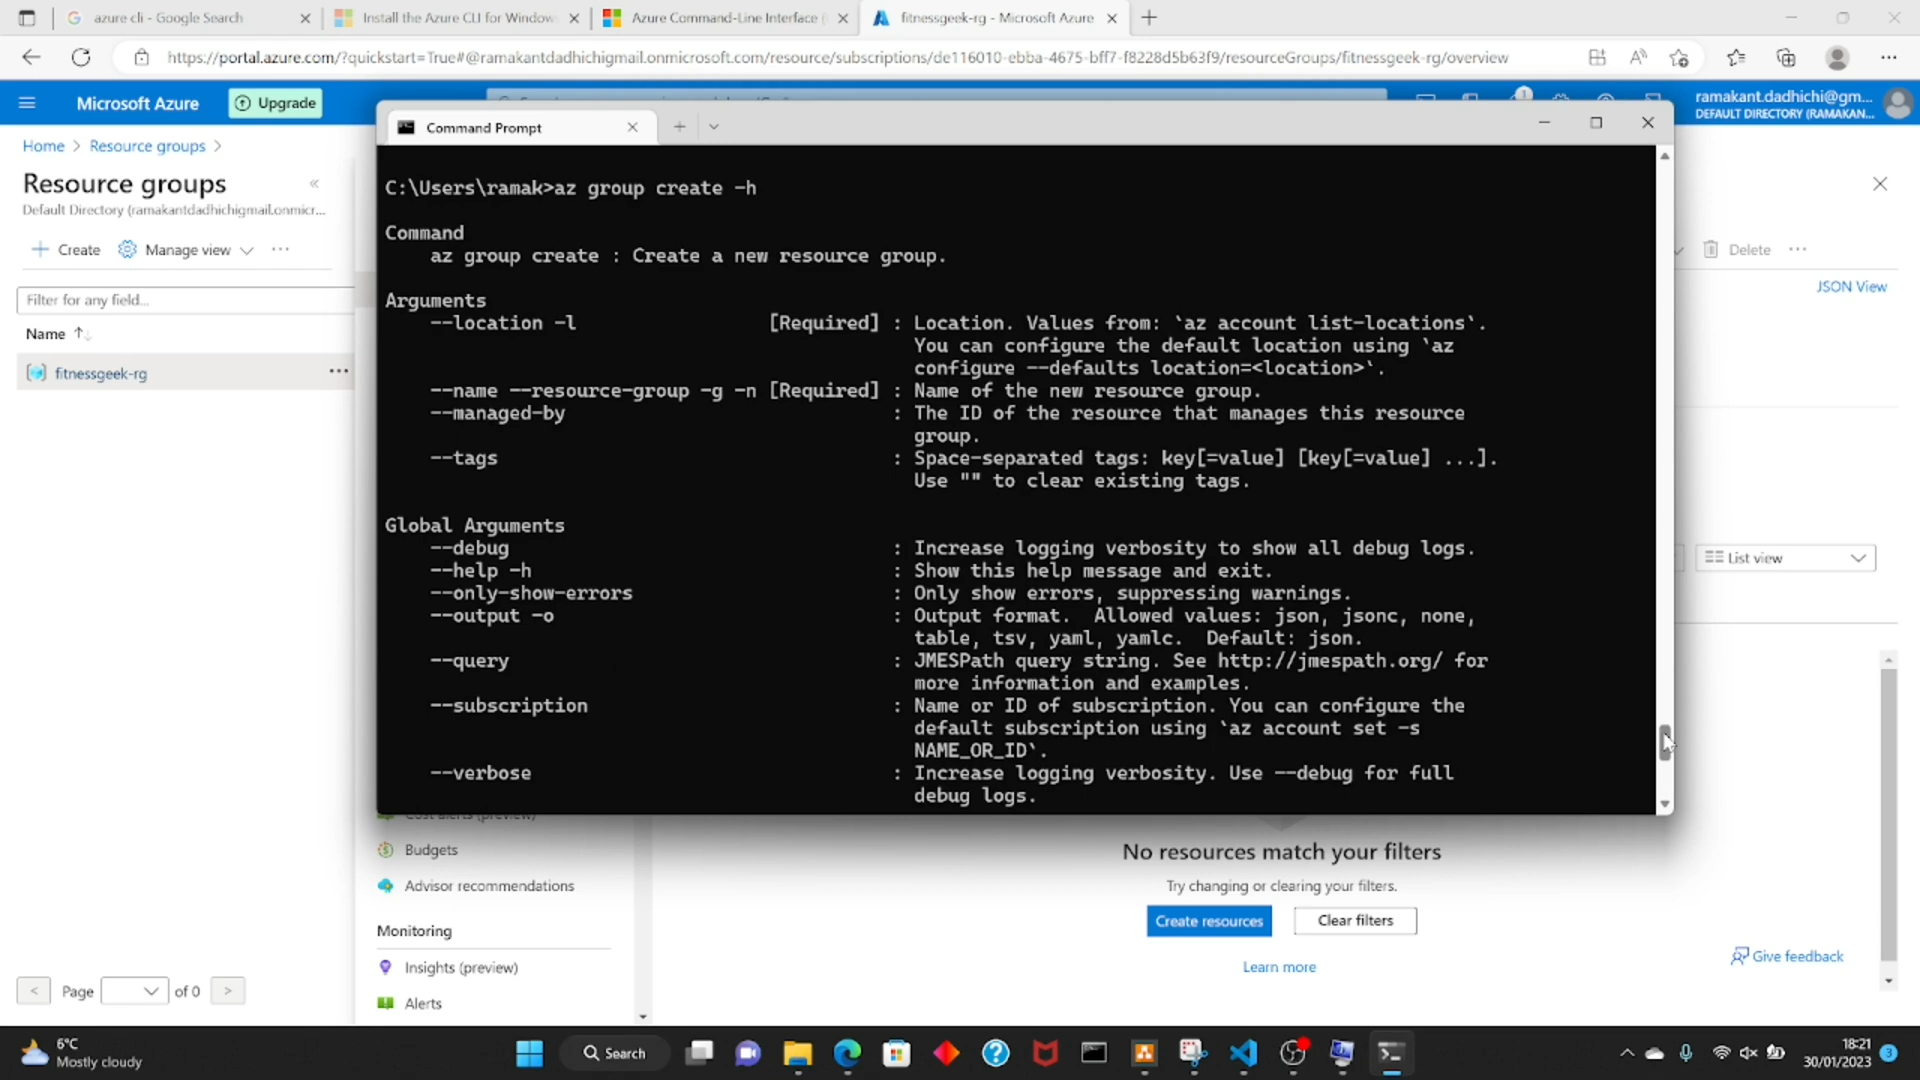 azure cli - Google Search
Install the Azure CLI for Window
Azure Command-Line Interface (
fitnessgeek-rg - Microsoft Azure
https://portal.azure.com/?quickstart=True#@ramakantdadhichigmail.onmicrosoft.com/resource/subscriptions/de116010-ebba-4675-bff7-f8228d5b63f9/resourceGroups/fitnessgeek-rg/overview
Microsoft Azure
Upgrade
1
ramakant.dadhichi@gm...
DEFAULT DIRECTORY (RAMAKAN...
Home > Resource groups >
Resource groups
Default Directory (ramakantdadhichigmail.onmicr...
+ Create
Manage view
...
Filter for any field...
Name ↑↓
fitnessgeek-rg
...
Page
of 0
Command Prompt
C:\Users\ramak>az group create -h
Command
az group create : Create a new resource group.
Arguments
--location -l [Required] : Location. Values from: `az account list-locations`.
You can configure the default location using `az
configure --defaults location=<location>`.
--name --resource-group -g -n [Required] : Name of the new resource group.
--managed-by : The ID of the resource that manages this resource
group.
--tags : Space-separated tags: key[=value] [key[=value] ...].
Use "" to clear existing tags.
Global Arguments
--debug : Increase logging verbosity to show all debug logs.
--help -h : Show this help message and exit.
--only-show-errors : Only show errors, suppressing warnings.
--output -o : Output format.  Allowed values: json, jsonc, none,
table, tsv, yaml, yamlc.  Default: json.
--query : JMESPath query string. See http://jmespath.org/ for
more information and examples.
--subscription : Name or ID of subscription. You can configure the
default subscription using `az account set -s
NAME_OR_ID`.
--verbose : Increase logging verbosity. Use --debug for full
debug logs.
Delete
...
JSON View
List view
Cost alerts (preview)
Budgets
Advisor recommendations
Monitoring
Insights (preview)
Alerts
No resources match your filters
Try changing or clearing your filters.
Create resources
Clear filters
Learn more
Give feedback
6°C
Mostly cloudy
Search
18:21
30/01/2023
3